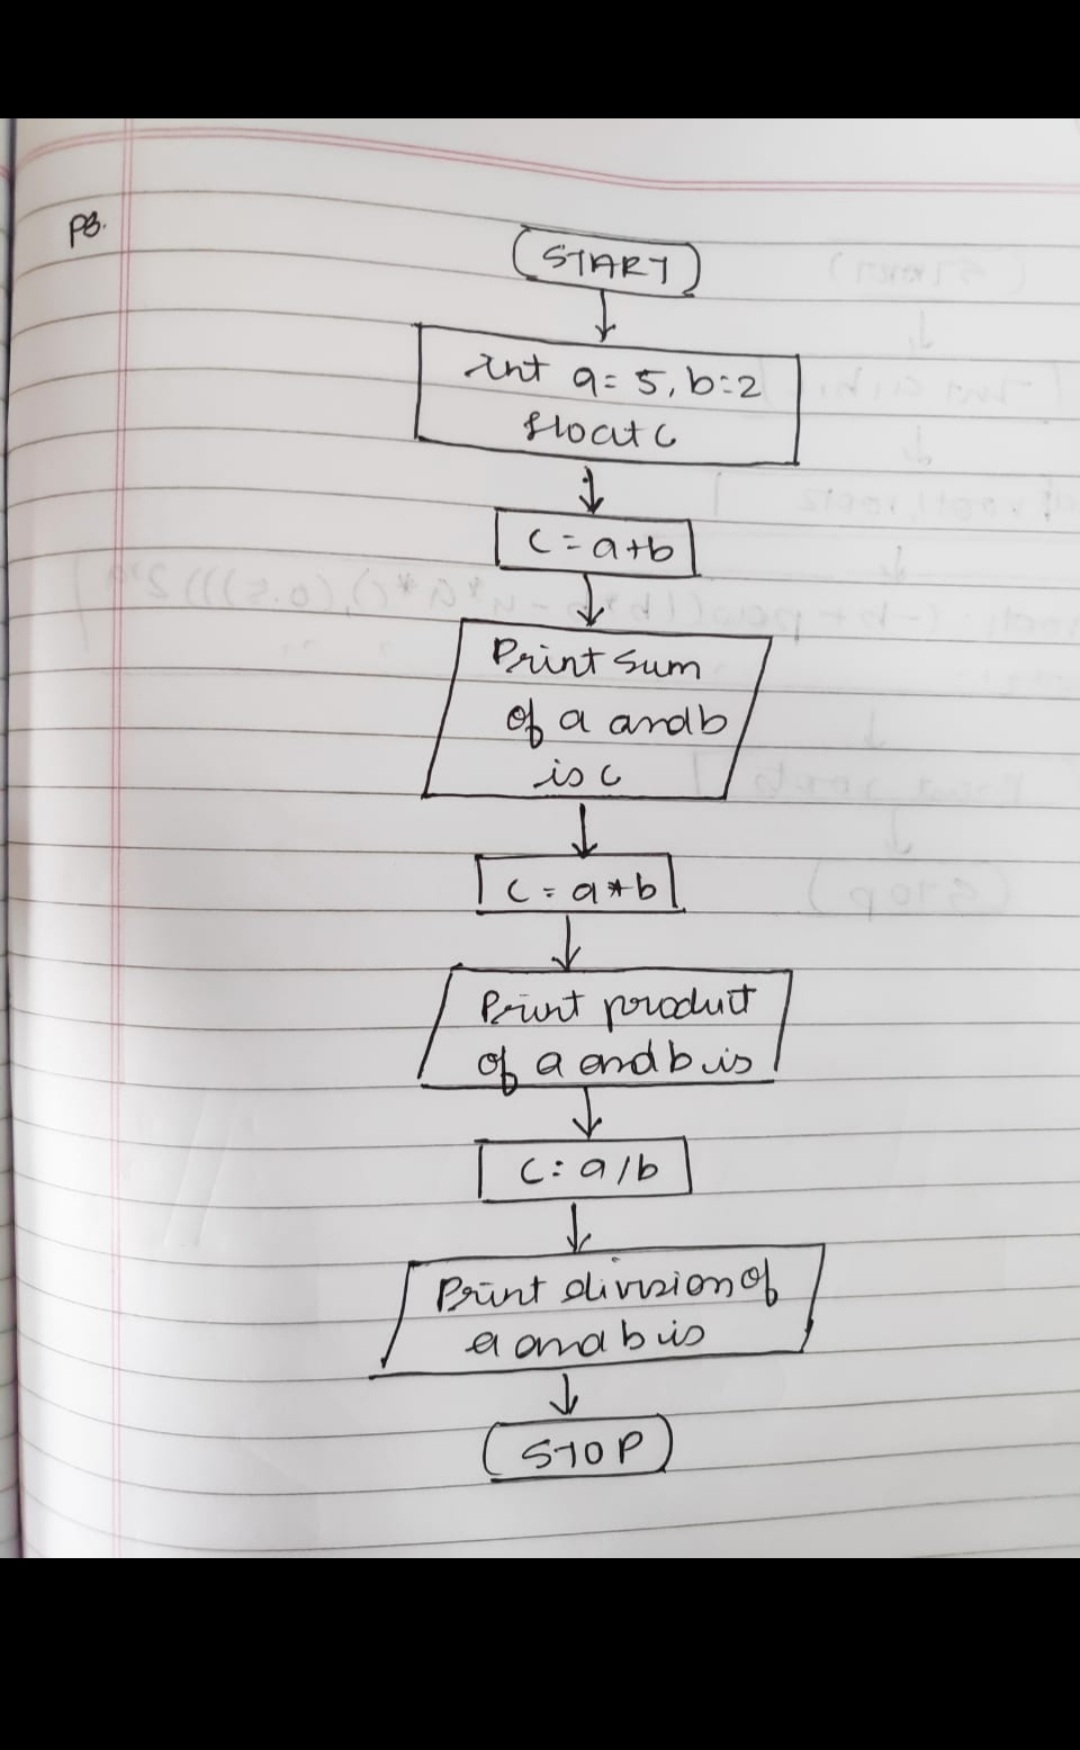 P3.
START
int a = 5, b = 2
float c
c = a + b
Print sum
of a and b
is c
c = a * b
Print product
of a and b is
c = a / b
Print division of
a and b is
STOP